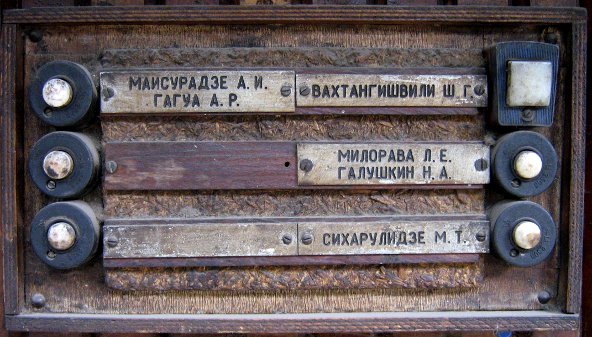 МАИСУРАДЗЕ А. И.
ГАГУА А. Р.
ВАХТАНГИШВИЛИ Ш. Г.
МИЛОРАВА Л. Е.
ГАЛУШКИН Н. А.
СИХАРУЛИДЗЕ М. Т.